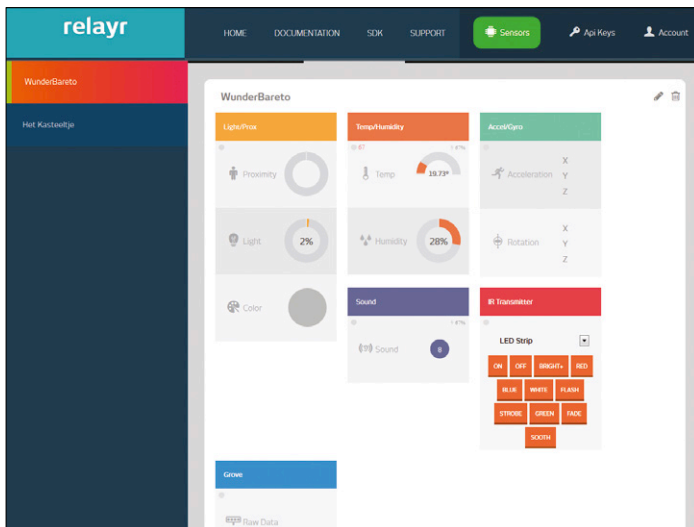 relayr
HOME DOCUMENTATION SDK SUPPORT Sensors Api Keys Account
WunderBareto
Het Kasteeltje
WunderBareto
Light/Prox
Proximity
Light 2%
Color
Temp/Humidity
Temp 19.73º
Humidity 28%
Accel/Gyro
Acceleration X
Y
Z
Rotation X
Y
Z
Sound
Sound
IR Transmitter
LED Strip
ON OFF BRIGHT+ RED
BLUE WHITE FLASH
STROBE GREEN FADE
SOOTH
Grove
Raw Data